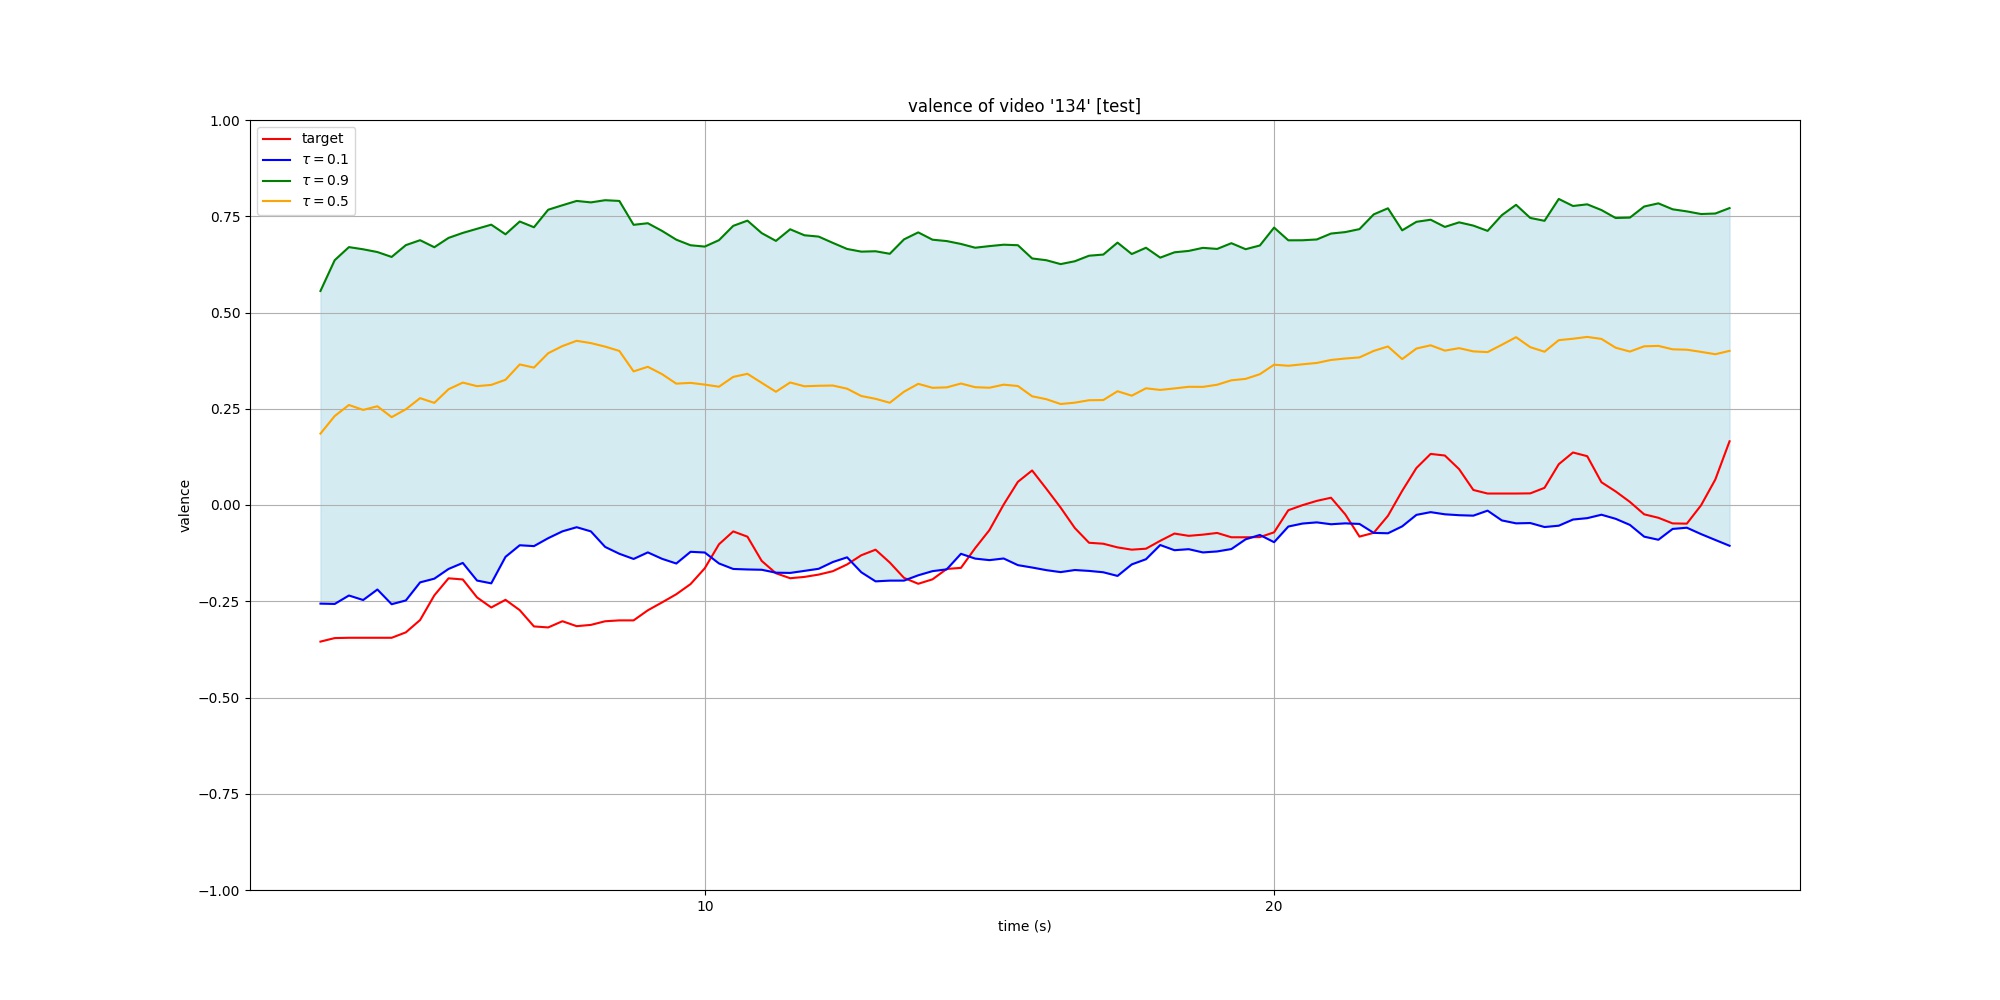 valence of video '134' [test]
1.00
0.75
0.50
0.25
0.00
−0.25
−0.50
−0.75
−1.00
valence
target
τ = 0.1
τ = 0.9
τ = 0.5
10
20
time (s)